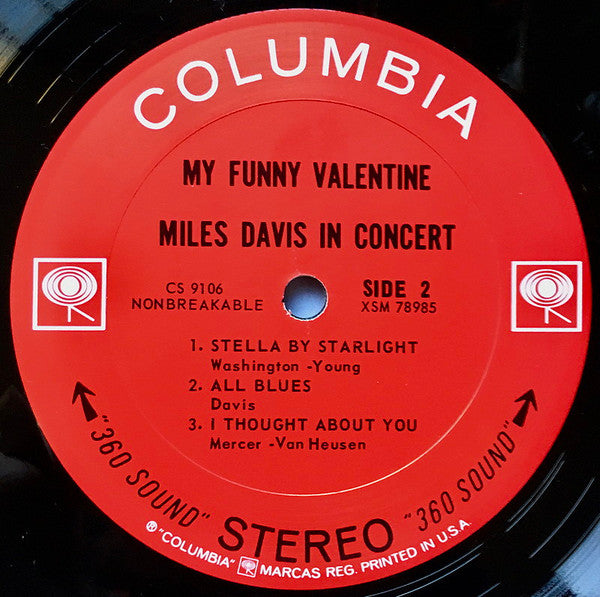 COLUMBIA
MY FUNNY VALENTINE
MILES DAVIS IN CONCERT
CS 9106
NONBREAKABLE
SIDE 2
XSM 78985
1. STELLA BY STARLIGHT
Washington -Young
2. ALL BLUES
Davis
3. I THOUGHT ABOUT YOU
Mercer -Van Heusen
"360 SOUND" STEREO "360 SOUND"
® "COLUMBIA" MARCAS REG. PRINTED IN U.S.A.